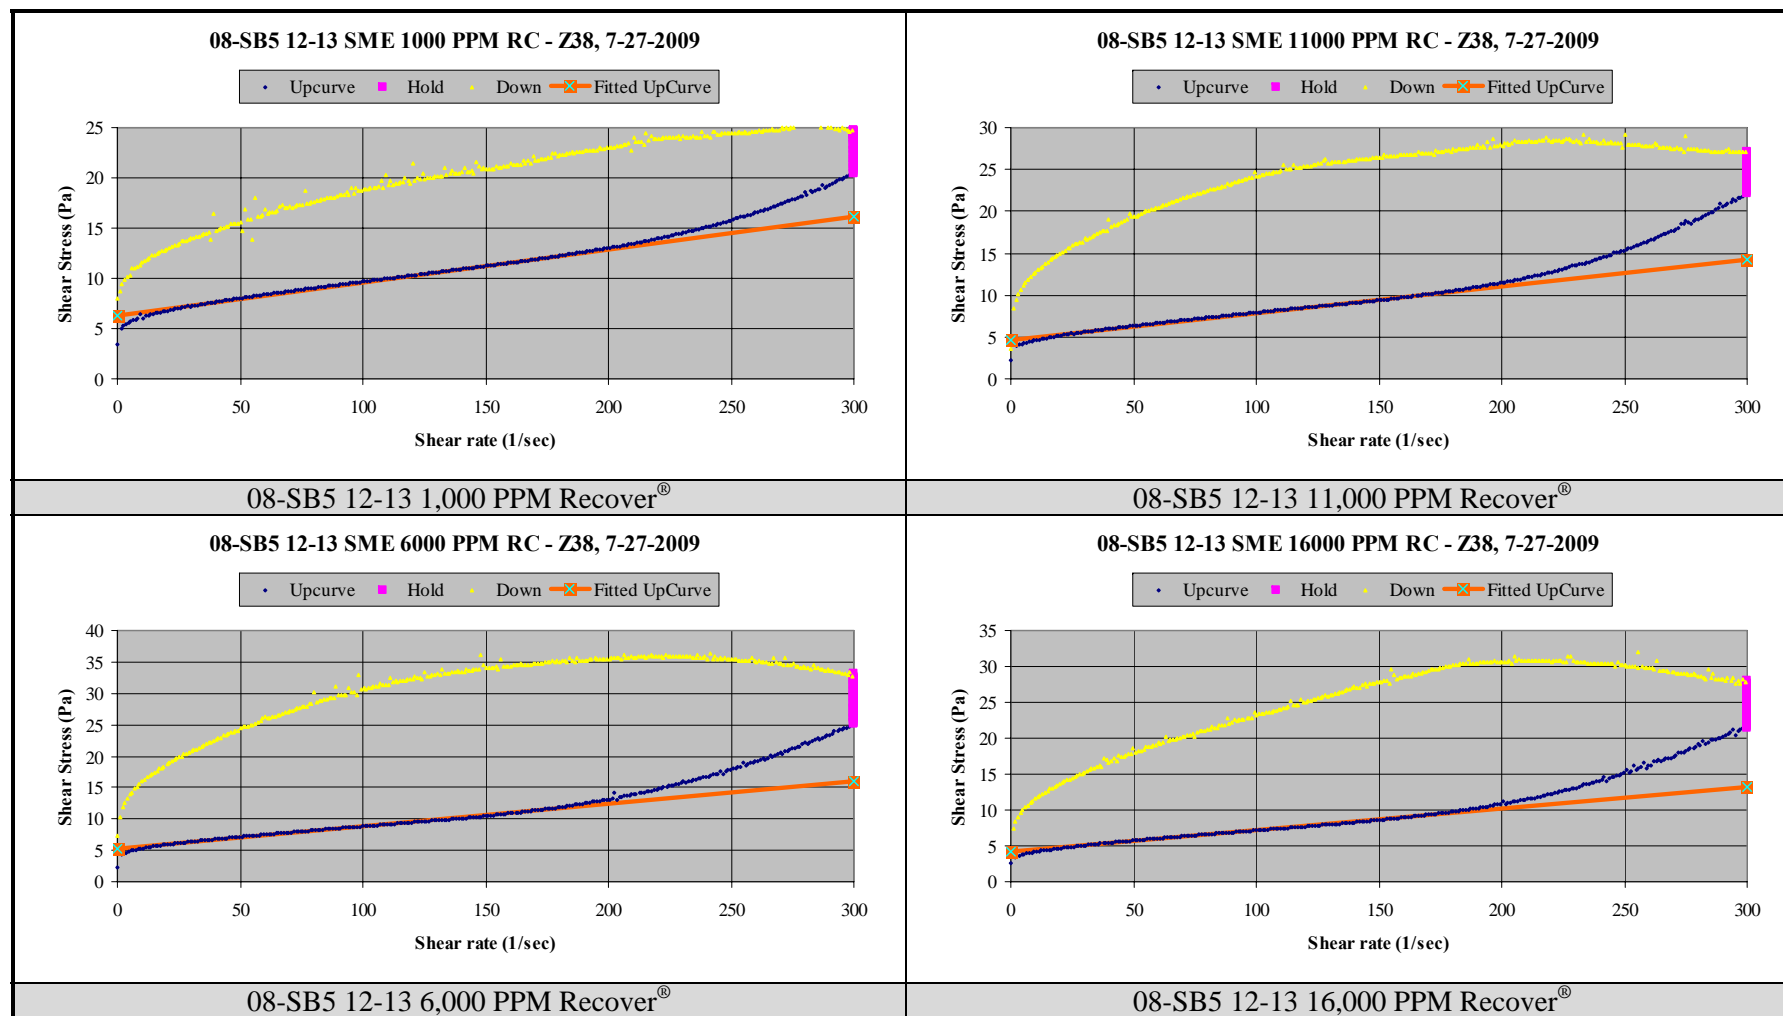 08-SB5 12-13 SME 1000 PPM RC - Z38, 7-27-2009
Upcurve Hold Down Fitted UpCurve
Shear Stress (Pa)
25
20
15
10
5
0
0 50 100 150 200 250 300
Shear rate (1/sec)
08-SB5 12-13 1,000 PPM Recover®
08-SB5 12-13 SME 11000 PPM RC - Z38, 7-27-2009
Upcurve Hold Down Fitted UpCurve
Shear Stress (Pa)
30
25
20
15
10
5
0
0 50 100 150 200 250 300
Shear rate (1/sec)
08-SB5 12-13 11,000 PPM Recover®
08-SB5 12-13 SME 6000 PPM RC - Z38, 7-27-2009
Upcurve Hold Down Fitted UpCurve
Shear Stress (Pa)
40
35
30
25
20
15
10
5
0
0 50 100 150 200 250 300
Shear rate (1/sec)
08-SB5 12-13 6,000 PPM Recover®
08-SB5 12-13 SME 16000 PPM RC - Z38, 7-27-2009
Upcurve Hold Down Fitted UpCurve
Shear Stress (Pa)
35
30
25
20
15
10
5
0
0 50 100 150 200 250 300
Shear rate (1/sec)
08-SB5 12-13 16,000 PPM Recover®